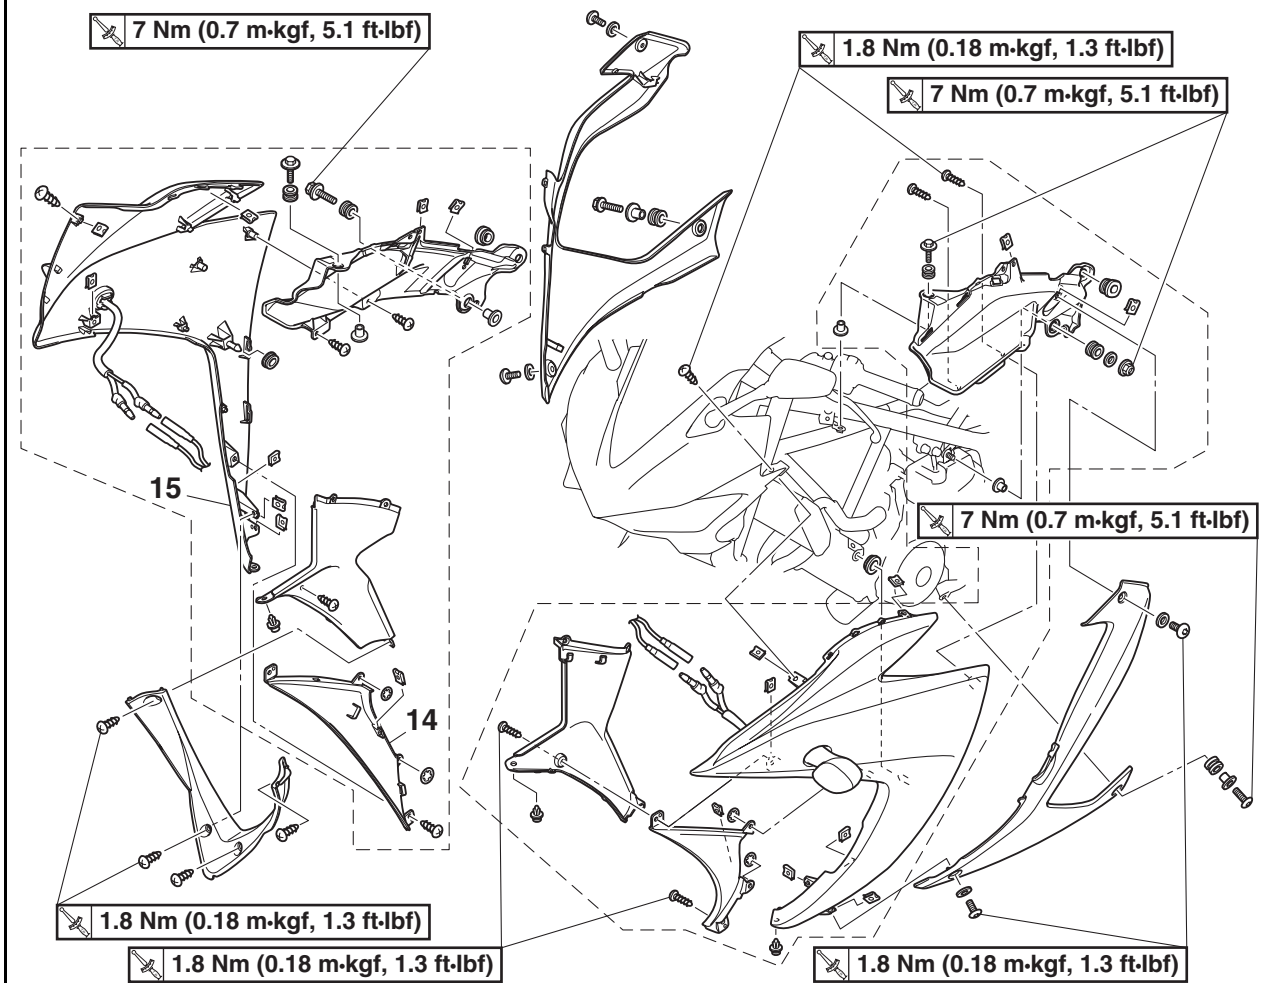 7 Nm (0.7 m·kgf, 5.1 ft·lbf)
1.8 Nm (0.18 m·kgf, 1.3 ft·lbf)
7 Nm (0.7 m·kgf, 5.1 ft·lbf)
15
7 Nm (0.7 m·kgf, 5.1 ft·lbf)
14
1.8 Nm (0.18 m·kgf, 1.3 ft·lbf)
1.8 Nm (0.18 m·kgf, 1.3 ft·lbf)
1.8 Nm (0.18 m·kgf, 1.3 ft·lbf)